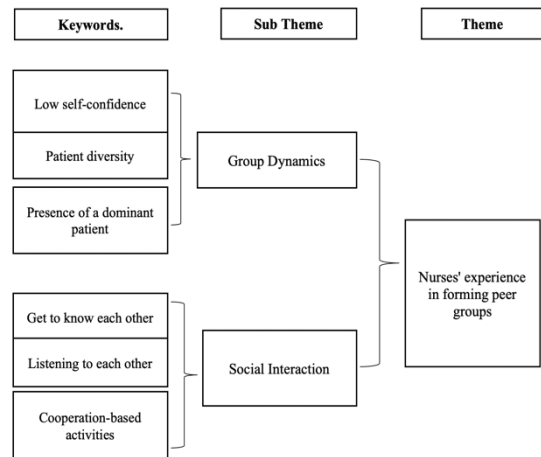 Keywords.
Sub Theme
Theme
Low self-confidence
Patient diversity
Presence of a dominant
patient
Group Dynamics
Get to know each other
Listening to each other
Cooperation-based
activities
Social Interaction
Nurses' experience
in forming peer
groups